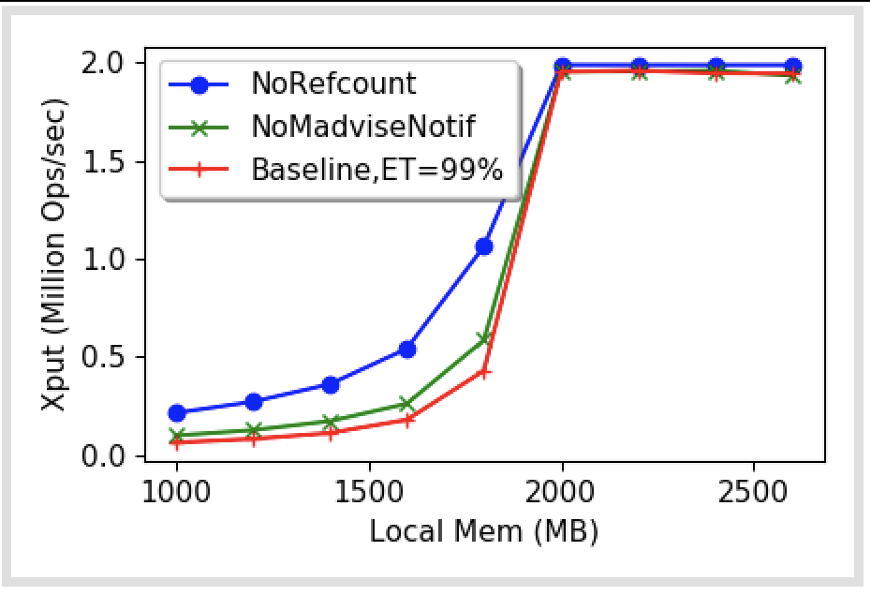 2.0
1.5
1.0
0.5
0.0
Xput (Million Ops/sec)
NoRefcount
NoMadviseNotif
Baseline,ET=99%
1000
1500
2000
2500
Local Mem (MB)